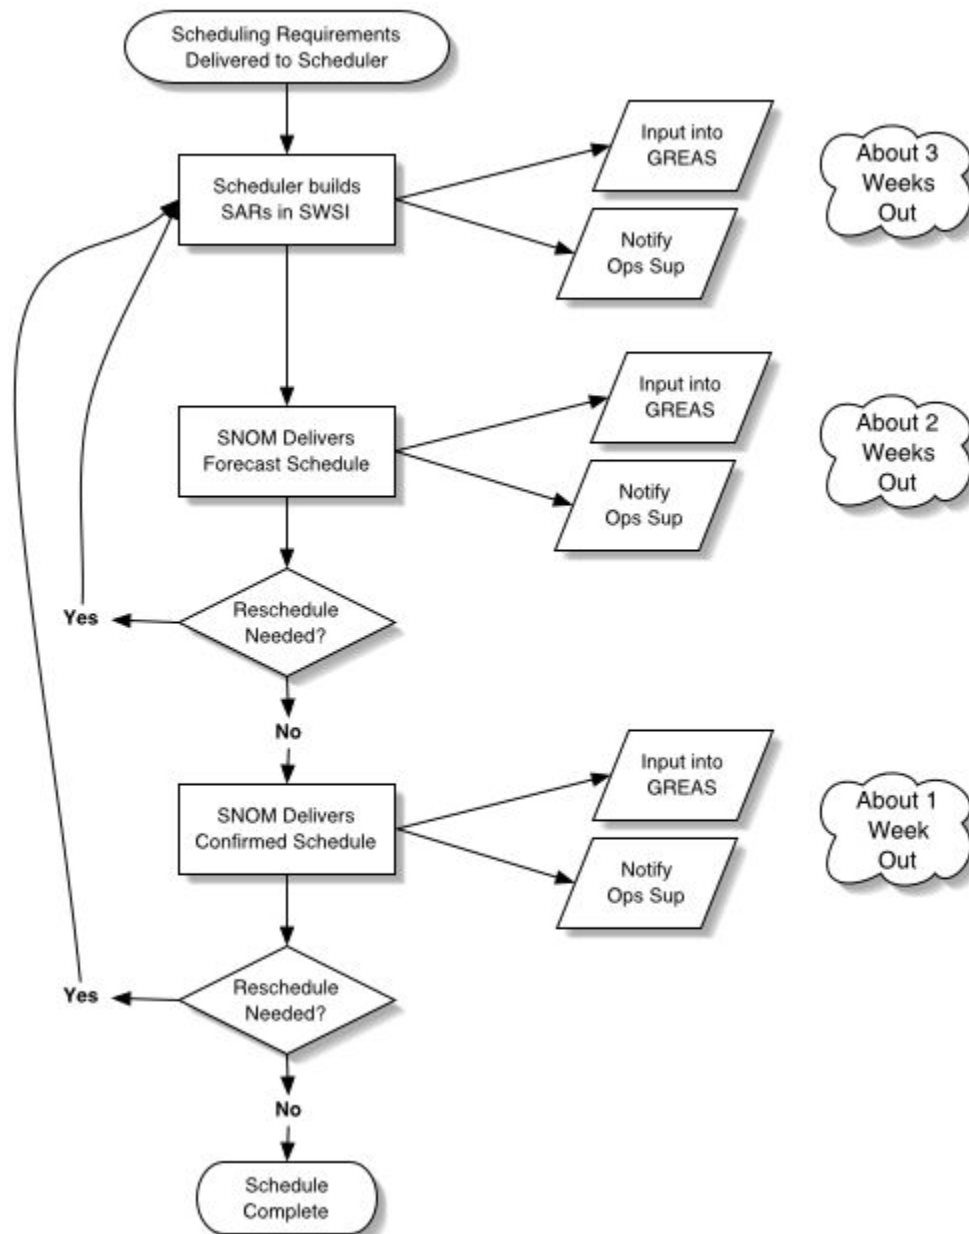 Scheduling Requirements
Delivered to Scheduler
Scheduler builds
SARs in SWSI
Input into
GREAS
Notify
Ops Sup
About 3
Weeks
Out
SNOM Delivers
Forecast Schedule
Input into
GREAS
Notify
Ops Sup
About 2
Weeks
Out
Reschedule
Needed?
Yes
No
SNOM Delivers
Confirmed Schedule
Input into
GREAS
Notify
Ops Sup
About 1
Week
Out
Reschedule
Needed?
Yes
No
Schedule
Complete